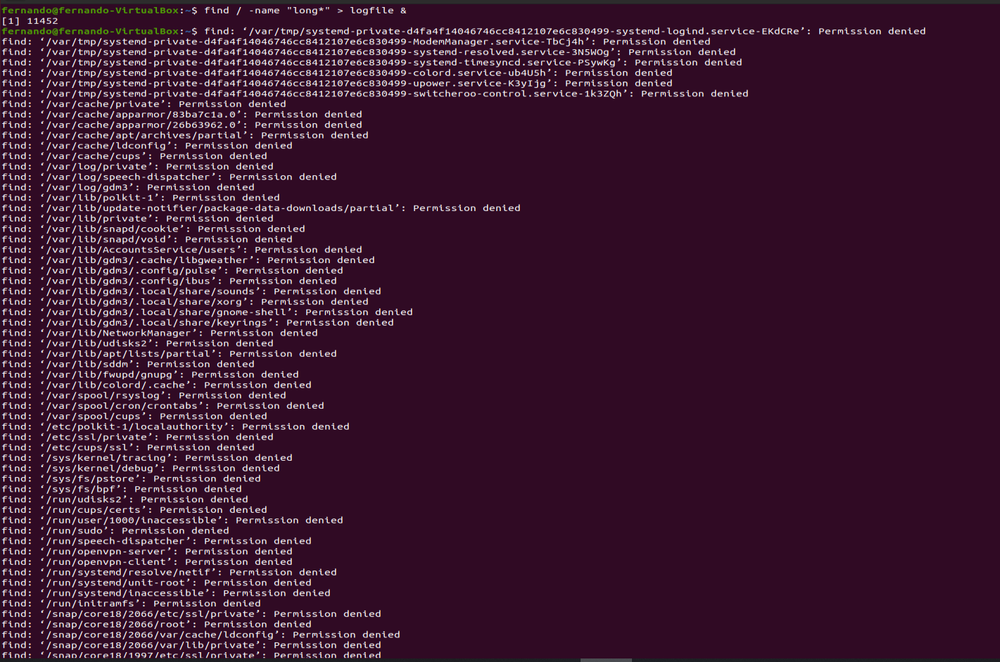 fernando@fernando-VirtualBox:~$ find / -name "long*" > logfile &
[1] 11452
fernando@fernando-VirtualBox:~$ find: ‘/var/tmp/systemd-private-d4fa4f14046746cc8412107e6c830499-systemd-logind.service-EKdCRe’: Permission denied
find: ‘/var/tmp/systemd-private-d4fa4f14046746cc8412107e6c830499-ModemManager.service-TbCj4h’: Permission denied
find: ‘/var/tmp/systemd-private-d4fa4f14046746cc8412107e6c830499-systemd-resolved.service-3N5WOg’: Permission denied
find: ‘/var/tmp/systemd-private-d4fa4f14046746cc8412107e6c830499-systemd-timesyncd.service-PSywKg’: Permission denied
find: ‘/var/tmp/systemd-private-d4fa4f14046746cc8412107e6c830499-colord.service-ub4U5h’: Permission denied
find: ‘/var/tmp/systemd-private-d4fa4f14046746cc8412107e6c830499-upower.service-K3yIjg’: Permission denied
find: ‘/var/tmp/systemd-private-d4fa4f14046746cc8412107e6c830499-switcheroo-control.service-1k3ZQh’: Permission denied
find: ‘/var/cache/private’: Permission denied
find: ‘/var/cache/apparmor/83ba7c1a.0’: Permission denied
find: ‘/var/cache/apparmor/26b63962.0’: Permission denied
find: ‘/var/cache/apt/archives/partial’: Permission denied
find: ‘/var/cache/ldconfig’: Permission denied
find: ‘/var/cache/cups’: Permission denied
find: ‘/var/log/private’: Permission denied
find: ‘/var/log/speech-dispatcher’: Permission denied
find: ‘/var/log/gdm3’: Permission denied
find: ‘/var/lib/polkit-1’: Permission denied
find: ‘/var/lib/update-notifier/package-data-downloads/partial’: Permission denied
find: ‘/var/lib/private’: Permission denied
find: ‘/var/lib/snapd/cookie’: Permission denied
find: ‘/var/lib/snapd/void’: Permission denied
find: ‘/var/lib/AccountsService/users’: Permission denied
find: ‘/var/lib/gdm3/.cache/libgweather’: Permission denied
find: ‘/var/lib/gdm3/.config/pulse’: Permission denied
find: ‘/var/lib/gdm3/.config/ibus’: Permission denied
find: ‘/var/lib/gdm3/.local/share/sounds’: Permission denied
find: ‘/var/lib/gdm3/.local/share/xorg’: Permission denied
find: ‘/var/lib/gdm3/.local/share/gnome-shell’: Permission denied
find: ‘/var/lib/gdm3/.local/share/keyrings’: Permission denied
find: ‘/var/lib/NetworkManager’: Permission denied
find: ‘/var/lib/udisks2’: Permission denied
find: ‘/var/lib/apt/lists/partial’: Permission denied
find: ‘/var/lib/sddm’: Permission denied
find: ‘/var/lib/fwupd/gnupg’: Permission denied
find: ‘/var/lib/colord/.cache’: Permission denied
find: ‘/var/spool/rsyslog’: Permission denied
find: ‘/var/spool/cron/crontabs’: Permission denied
find: ‘/var/spool/cups’: Permission denied
find: ‘/etc/polkit-1/localauthority’: Permission denied
find: ‘/etc/ssl/private’: Permission denied
find: ‘/etc/cups/ssl’: Permission denied
find: ‘/sys/kernel/tracing’: Permission denied
find: ‘/sys/kernel/debug’: Permission denied
find: ‘/sys/fs/pstore’: Permission denied
find: ‘/sys/fs/bpf’: Permission denied
find: ‘/run/udisks2’: Permission denied
find: ‘/run/cups/certs’: Permission denied
find: ‘/run/user/1000/inaccessible’: Permission denied
find: ‘/run/sudo’: Permission denied
find: ‘/run/speech-dispatcher’: Permission denied
find: ‘/run/openvpn-server’: Permission denied
find: ‘/run/openvpn-client’: Permission denied
find: ‘/run/systemd/resolve/netif’: Permission denied
find: ‘/run/systemd/unit-root’: Permission denied
find: ‘/run/systemd/inaccessible’: Permission denied
find: ‘/run/initramfs’: Permission denied
find: ‘/snap/core18/2066/etc/ssl/private’: Permission denied
find: ‘/snap/core18/2066/root’: Permission denied
find: ‘/snap/core18/2066/var/cache/ldconfig’: Permission denied
find: ‘/snap/core18/2066/var/lib/private’: Permission denied
find: ‘/snap/core18/1997/etc/ssl/private’: Permission denied